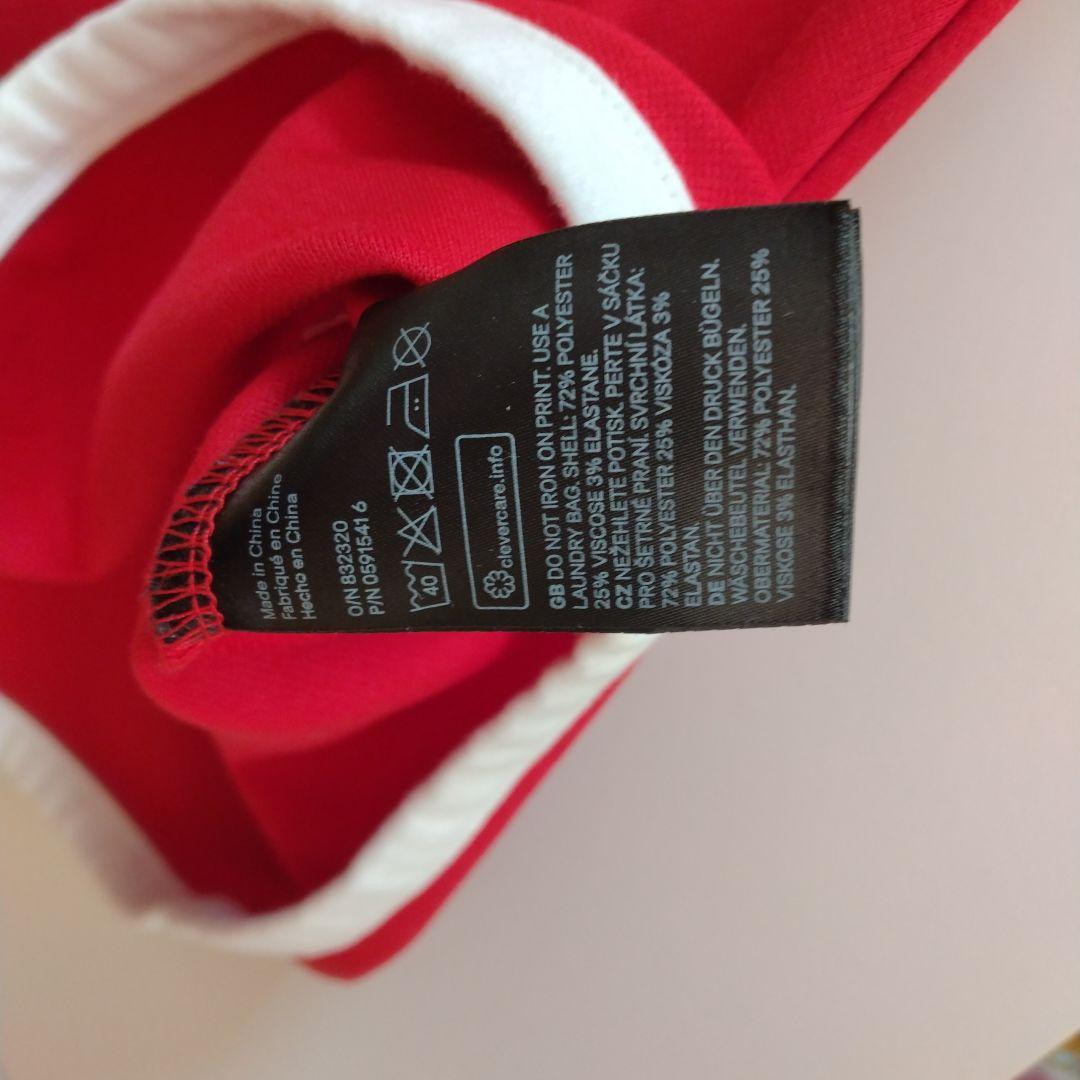 Made in China
Fabriqué en Chine
Hecho en China
O/N 832320
P/N 05915416
40
clevercare.info
GB DO NOT IRON ON PRINT. USE A
LAUNDRY BAG. SHELL: 72% POLYESTER
25% VISCOSE 3% ELASTANE.
CZ NEŽEHLETE POTISK. PERTE V SÁČKU
PRO ŠETRNÉ PRANÍ. SVRCHNÍ LÁTKA:
72% POLYESTER 25% VISKÓZA 3%
ELASTAN.
DE NICHT ÜBER DEN DRUCK BÜGELN.
WÄSCHEBEUTEL VERWENDEN.
OBERMATERIAL: 72% POLYESTER 25%
VISKOSE 3% ELASTHAN.